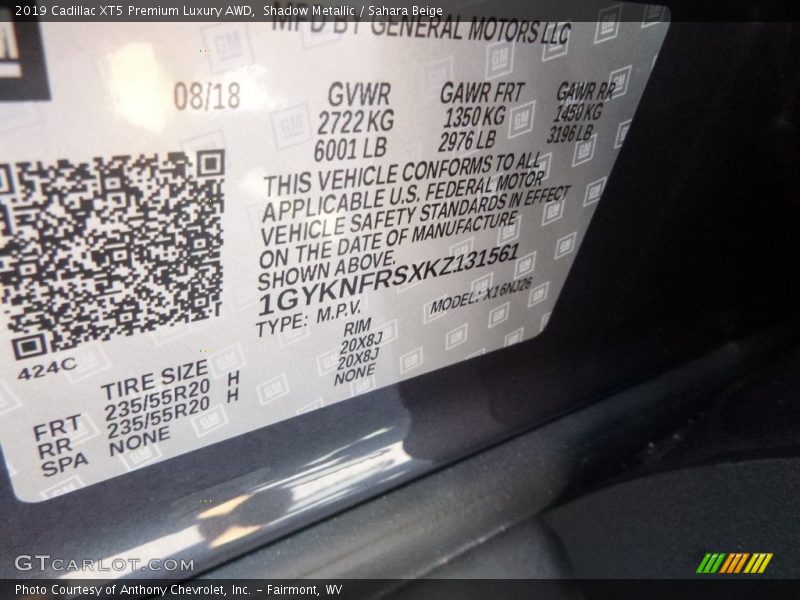 2019 Cadillac XT5 Premium Luxury AWD, Shadow Metallic / Sahara Beige
MFD BY GENERAL MOTORS LLC
08/18 GVWR GAWR FRT GAWR RR
2722 KG 1350 KG 1450 KG
6001 LB 2976 LB 3196 LB
THIS VEHICLE CONFORMS TO ALL
APPLICABLE U.S. FEDERAL MOTOR
VEHICLE SAFETY STANDARDS IN EFFECT
ON THE DATE OF MANUFACTURE
SHOWN ABOVE.
1GYKNFRSXKZ131561
TYPE: M.P.V. MODEL: X16NJ26
424C
TIRE SIZE RIM
FRT 235/55R20 H 20X8J
RR 235/55R20 H 20X8J
SPA NONE NONE
GTCARLOT.COM
Photo Courtesy of Anthony Chevrolet, Inc. – Fairmont, WV